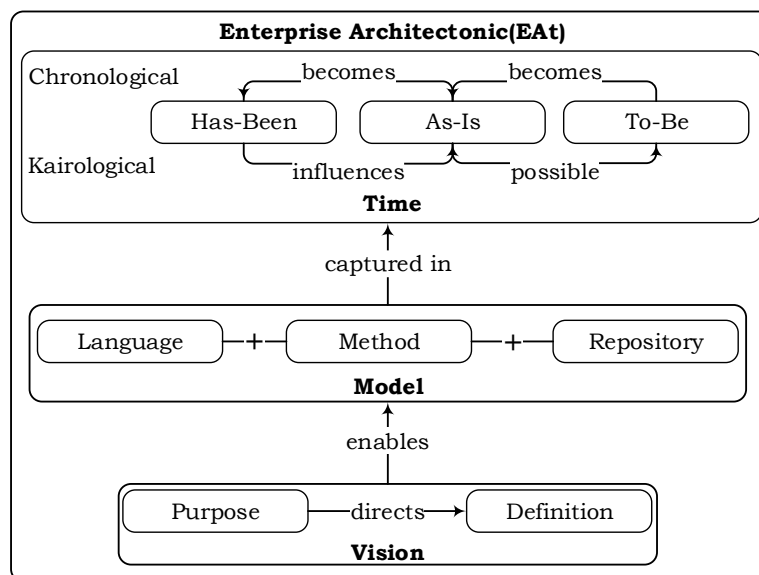 Enterprise Architectonic(EAt)
Chronological
becomes
becomes
Has-Been
As-Is
To-Be
Kairological
influences
possible
Time
captured in
Language + Method + Repository
Model
enables
Purpose directs Definition
Vision